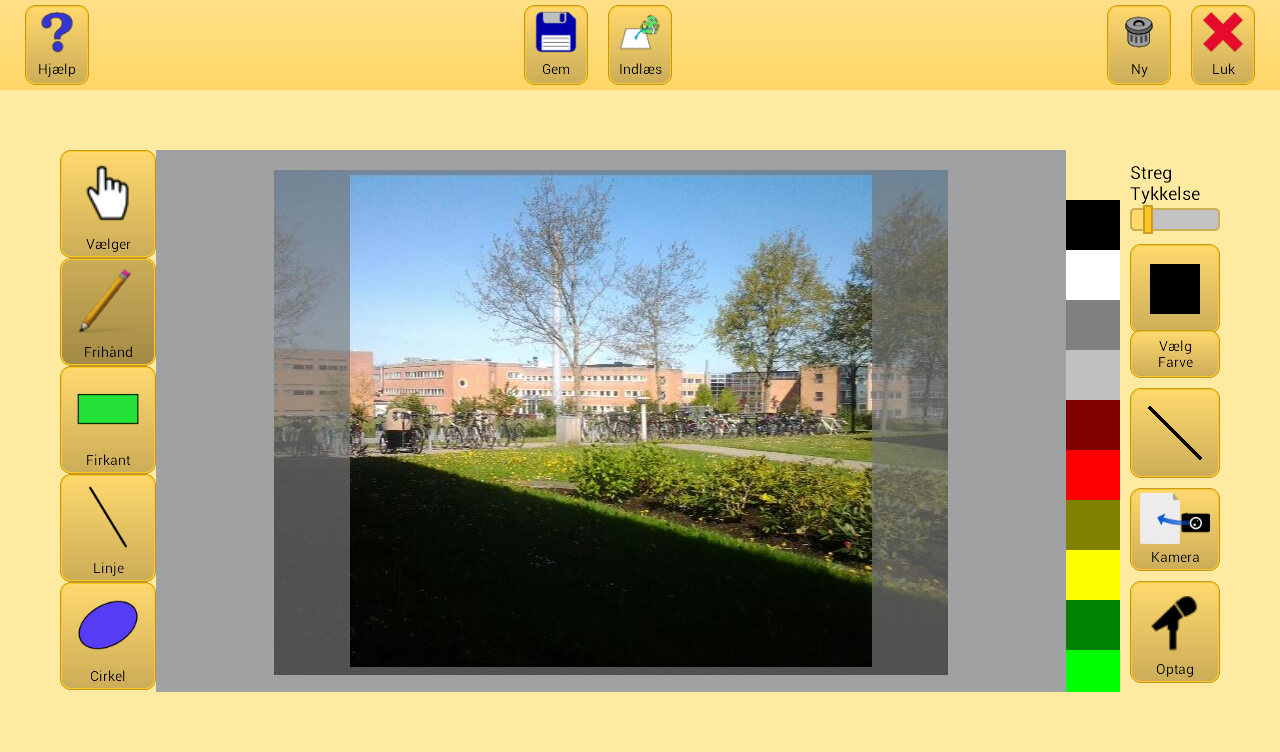 Hjælp
Gem
Indlæs
Ny
Luk
Vælger
Frihånd
Firkant
Linje
Cirkel
Streg
Tykkelse
Vælg
Farve
Kamera
Optag